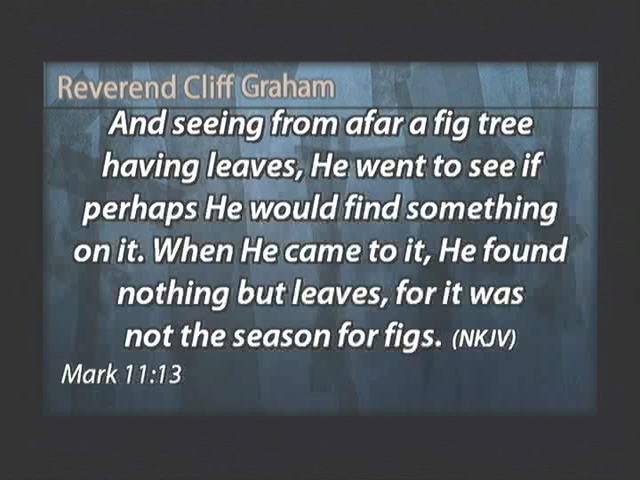 Reverend Cliff Graham
And seeing from afar a fig tree
having leaves, He went to see if
perhaps He would find something
on it. When He came to it, He found
nothing but leaves, for it was
not the season for figs. (NKJV)
Mark 11:13